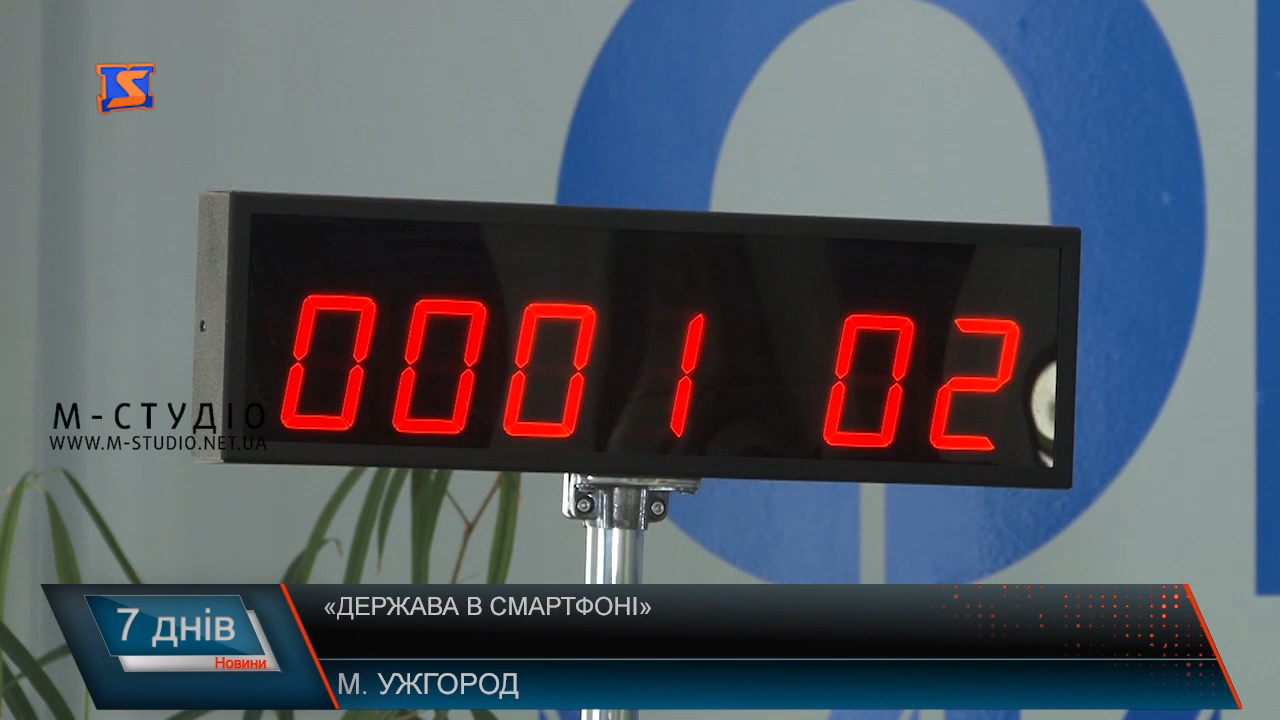 0001 02
М-СТУДІО
WWW.M-STUDIO.NET.UA
7 днів
Новини
«ДЕРЖАВА В СМАРТФОНІ»
М. УЖГОРОД